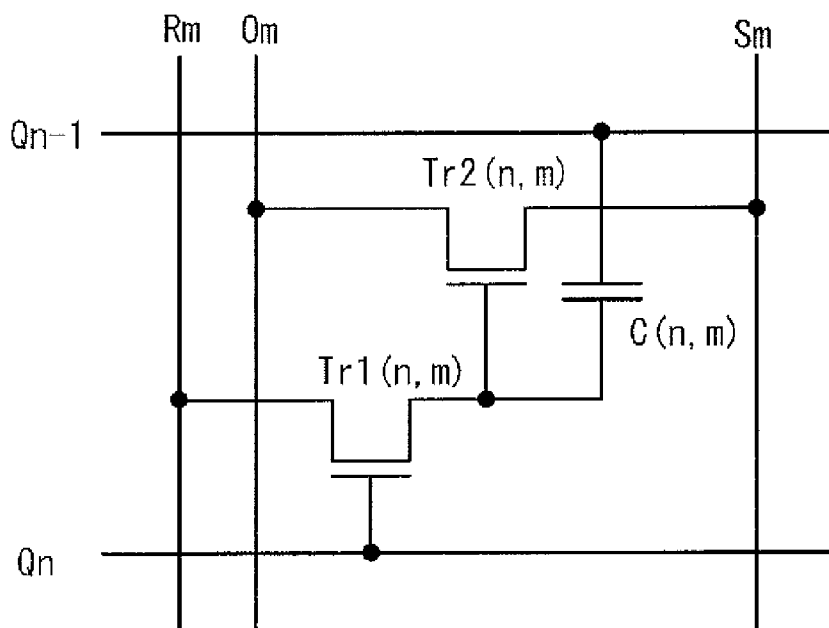 Rm
Om
Sm
Qn-1
Tr2(n,m)
C(n,m)
Tr1(n,m)
Qn